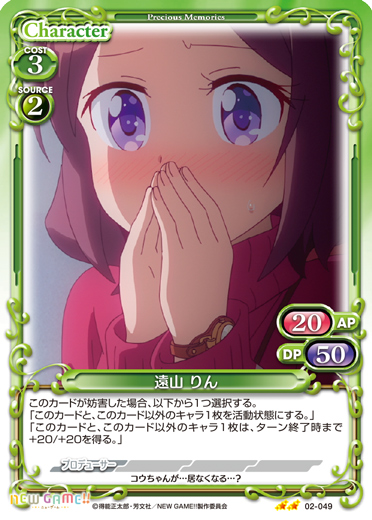 Precious Memories
Character
COST
3
SOURCE
2
20 AP
DP 50
遠山 りん
このカードが妨害した場合、以下から1つ選択する。
「このカードと、このカード以外のキャラ1枚を活動状態にする。」
「このカードと、このカード以外のキャラ1枚は、ターン終了時まで
+20/+20を得る。」
プロデューサー
コウちゃんが…居なくなる…?
NEW GAME!!
©得能正太郎・芳文社/NEW GAME!!製作委員会
02-049